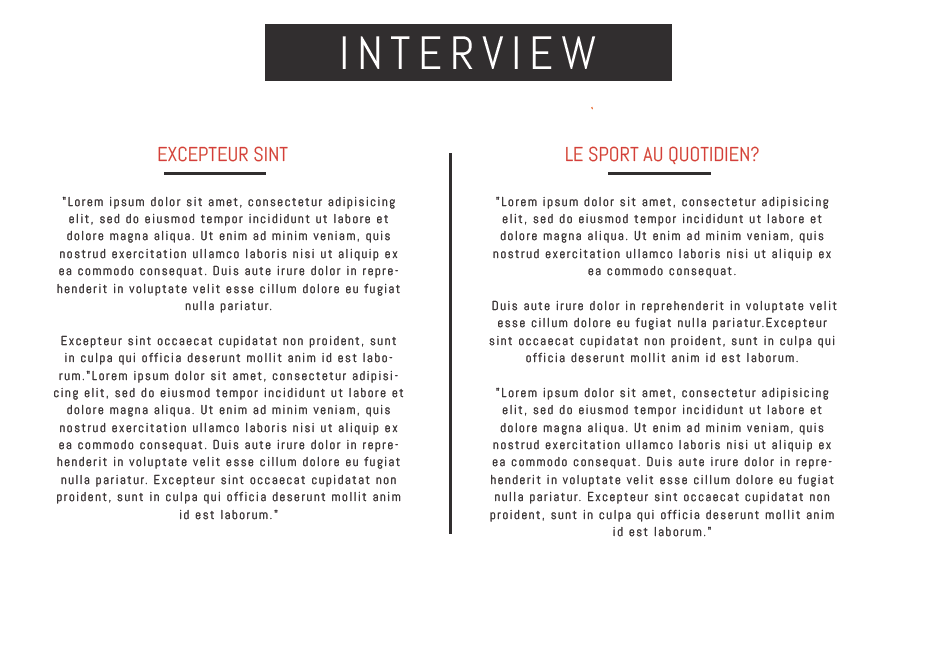 INTERVIEW
EXCEPTEUR SINT
"Lorem ipsum dolor sit amet, consectetur adipisicing
elit, sed do eiusmod tempor incididunt ut labore et
dolore magna aliqua. Ut enim ad minim veniam, quis
nostrud exercitation ullamco laboris nisi ut aliquip ex
ea commodo consequat. Duis aute irure dolor in repre-
henderit in voluptate velit esse cillum dolore eu fugiat
nulla pariatur.
Excepteur sint occaecat cupidatat non proident, sunt
in culpa qui officia deserunt mollit anim id est labo-
rum."Lorem ipsum dolor sit amet, consectetur adipisi-
cing elit, sed do eiusmod tempor incididunt ut labore et
dolore magna aliqua. Ut enim ad minim veniam, quis
nostrud exercitation ullamco laboris nisi ut aliquip ex
ea commodo consequat. Duis aute irure dolor in repre-
henderit in voluptate velit esse cillum dolore eu fugiat
nulla pariatur. Excepteur sint occaecat cupidatat non
proident, sunt in culpa qui officia deserunt mollit anim
id est laborum."
LE SPORT AU QUOTIDIEN?
"Lorem ipsum dolor sit amet, consectetur adipisicing
elit, sed do eiusmod tempor incididunt ut labore et
dolore magna aliqua. Ut enim ad minim veniam, quis
nostrud exercitation ullamco laboris nisi ut aliquip ex
ea commodo consequat.
Duis aute irure dolor in reprehenderit in voluptate velit
esse cillum dolore eu fugiat nulla pariatur.Excepteur
sint occaecat cupidatat non proident, sunt in culpa qui
officia deserunt mollit anim id est laborum.
"Lorem ipsum dolor sit amet, consectetur adipisicing
elit, sed do eiusmod tempor incididunt ut labore et
dolore magna aliqua. Ut enim ad minim veniam, quis
nostrud exercitation ullamco laboris nisi ut aliquip ex
ea commodo consequat. Duis aute irure dolor in repre-
henderit in voluptate velit esse cillum dolore eu fugiat
nulla pariatur. Excepteur sint occaecat cupidatat non
proident, sunt in culpa qui officia deserunt mollit anim
id est laborum."